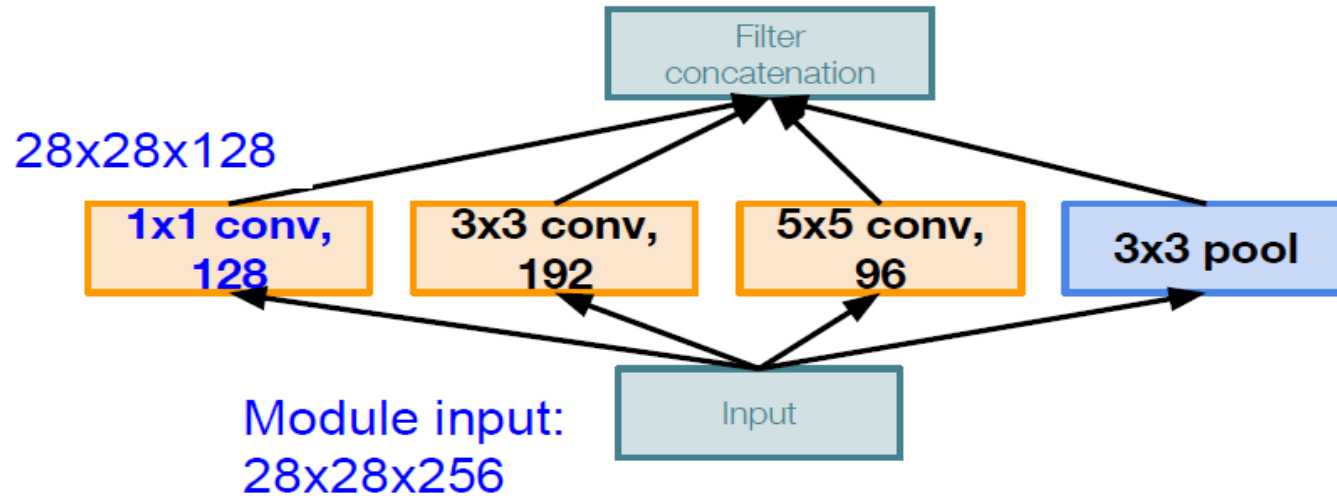 Filter
concatenation
28x28x128
1x1 conv,
128
3x3 conv,
192
5x5 conv,
96
3x3 pool
Input
Module input:
28x28x256